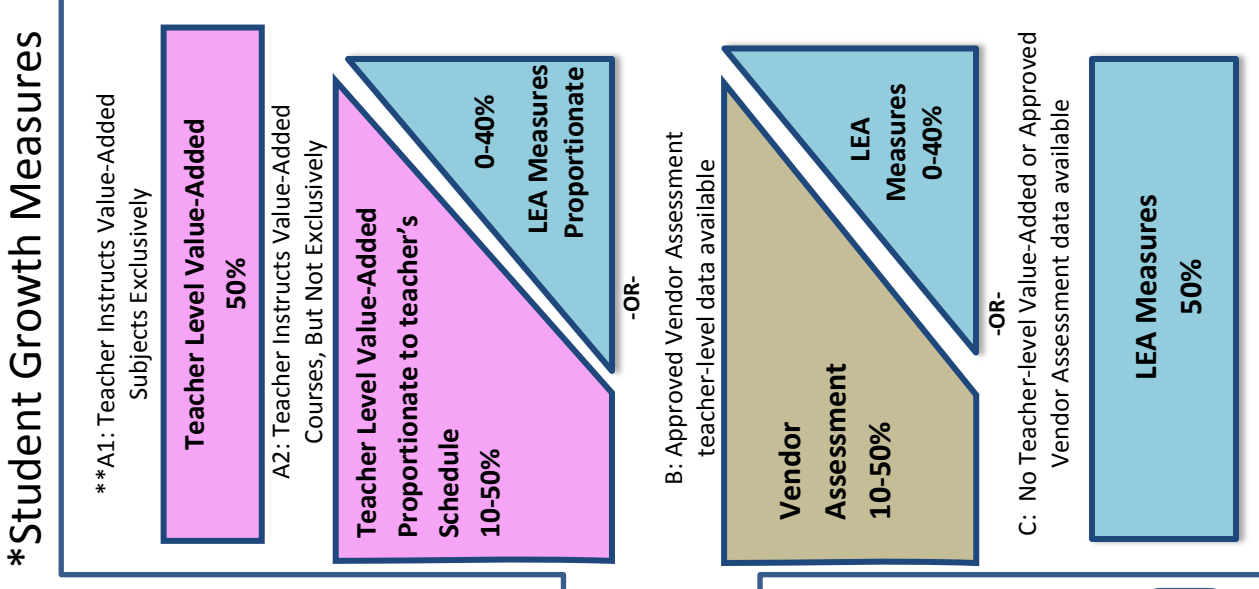 *Student Growth Measures
**A1: Teacher Instructs Value-Added
Subjects Exclusively
Teacher Level Value-Added
50%
A2: Teacher Instructs Value-Added
Courses, But Not Exclusively
Teacher Level Value-Added
Proportionate to teacher's
Schedule
10-50%
0-40%
LEA Measures
Proportionate
-OR-
B: Approved Vendor Assessment
teacher-level data available
Vendor
Assessment
10-50%
LEA
Measures
0-40%
-OR-
C: No Teacher-level Value-Added or Approved
Vendor Assessment data available
LEA Measures
50%